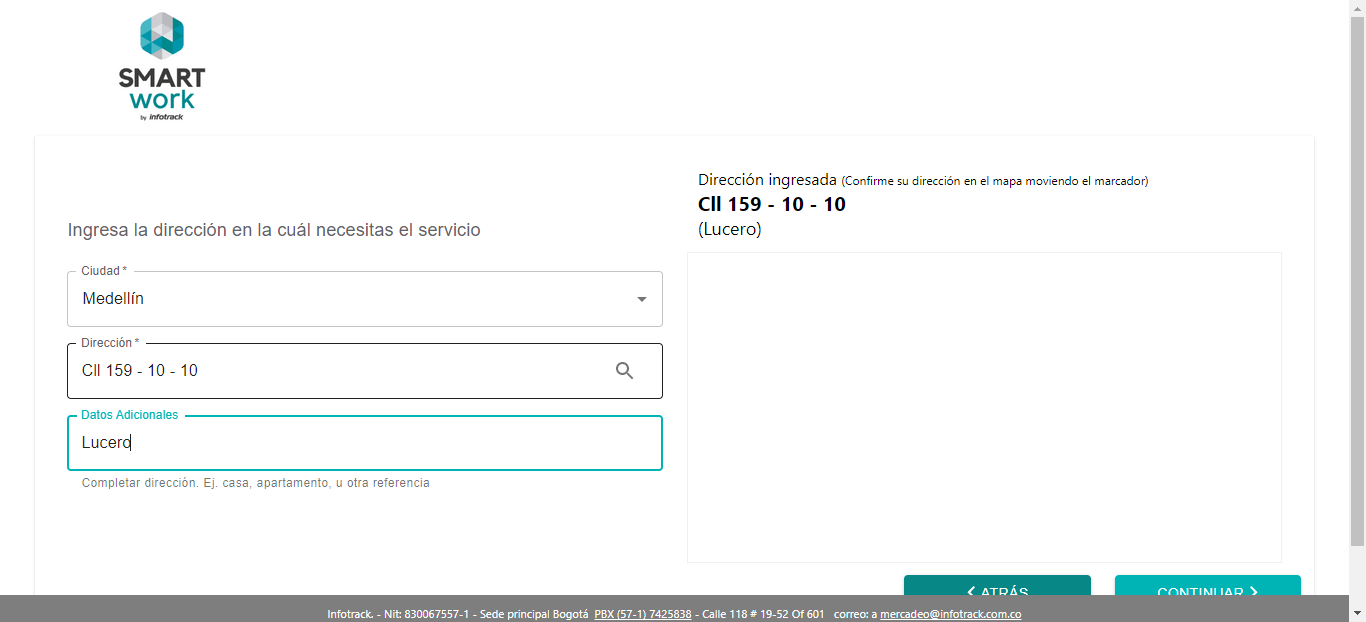 SMART
work
by infotrack
Ingresa la dirección en la cuál necesitas el servicio
Ciudad *
Medellín
Dirección *
Cll 159 - 10 - 10
Datos Adicionales
Lucero
Completar dirección. Ej. casa, apartamento, u otra referencia
Dirección ingresada (Confirme su dirección en el mapa moviendo el marcador)
Cll 159 - 10 - 10
(Lucero)
ATRÁS
CONTINUAR
Infotrack. - Nit: 830067557-1 - Sede principal Bogotá PBX (57-1) 7425838 - Calle 118 # 19-52 Of 601 correo: a mercadeo@infotrack.com.co